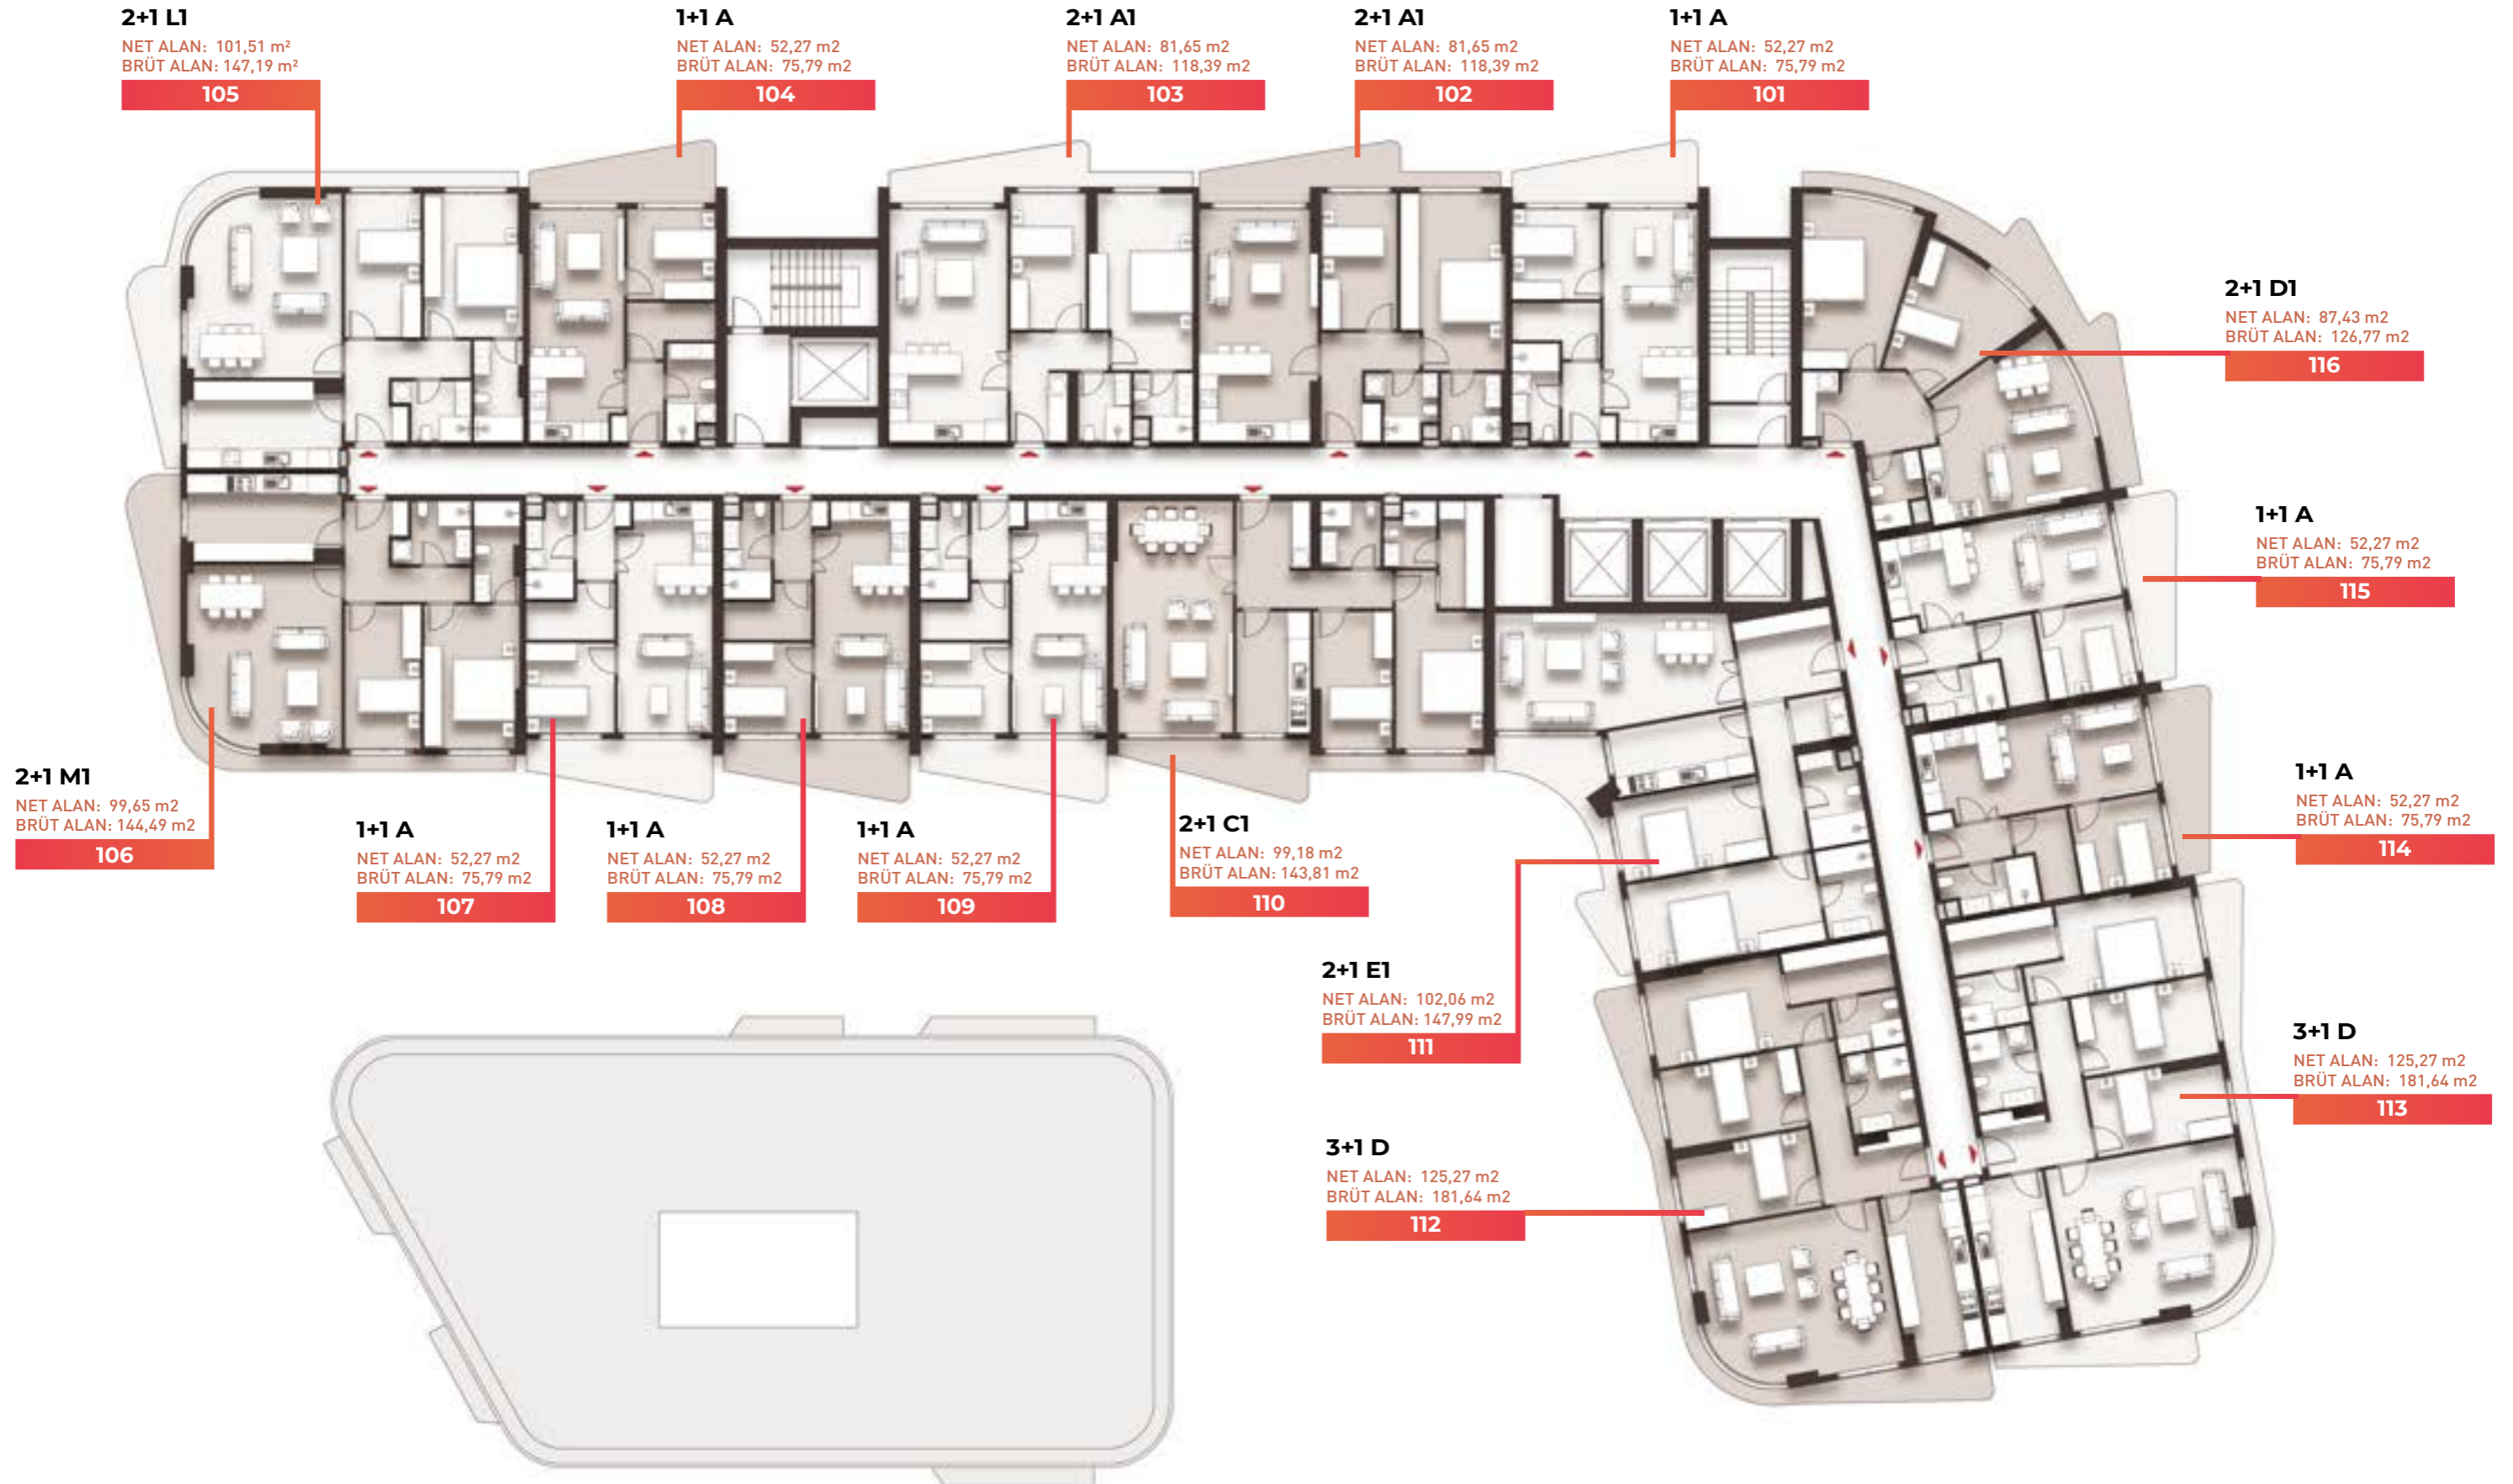 2+1 L1
NET ALAN: 101,51 m²
BRÜT ALAN: 147,19 m²
105
1+1 A
NET ALAN: 52,27 m2
BRÜT ALAN: 75,79 m2
104
2+1 A1
NET ALAN: 81,65 m2
BRÜT ALAN: 118,39 m2
103
2+1 A1
NET ALAN: 81,65 m2
BRÜT ALAN: 118,39 m2
102
1+1 A
NET ALAN: 52,27 m2
BRÜT ALAN: 75,79 m2
101
2+1 D1
NET ALAN: 87,43 m2
BRÜT ALAN: 126,77 m2
116
1+1 A
NET ALAN: 52,27 m2
BRÜT ALAN: 75,79 m2
115
1+1 A
NET ALAN: 52,27 m2
BRÜT ALAN: 75,79 m2
114
2+1 M1
NET ALAN: 99,65 m2
BRÜT ALAN: 144,49 m2
106
1+1 A
NET ALAN: 52,27 m2
BRÜT ALAN: 75,79 m2
107
1+1 A
NET ALAN: 52,27 m2
BRÜT ALAN: 75,79 m2
108
1+1 A
NET ALAN: 52,27 m2
BRÜT ALAN: 75,79 m2
109
2+1 C1
NET ALAN: 99,18 m2
BRÜT ALAN: 143,81 m2
110
2+1 E1
NET ALAN: 102,06 m2
BRÜT ALAN: 147,99 m2
111
3+1 D
NET ALAN: 125,27 m2
BRÜT ALAN: 181,64 m2
113
3+1 D
NET ALAN: 125,27 m2
BRÜT ALAN: 181,64 m2
112